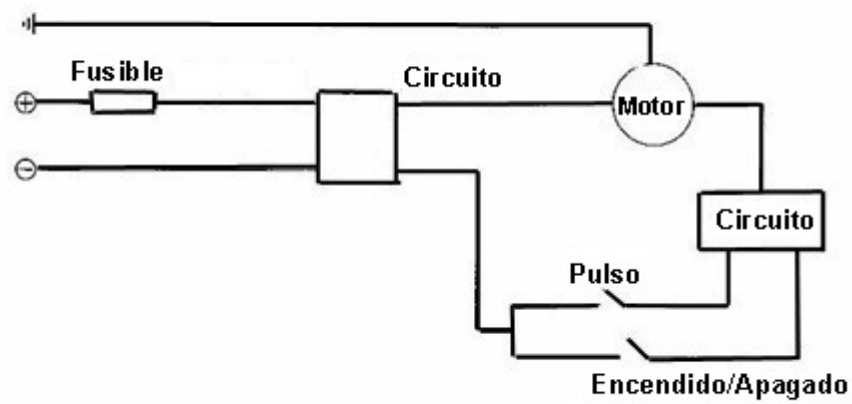 Fusible
Circuito
Motor
Circuito
Pulso
Encendido/Apagado